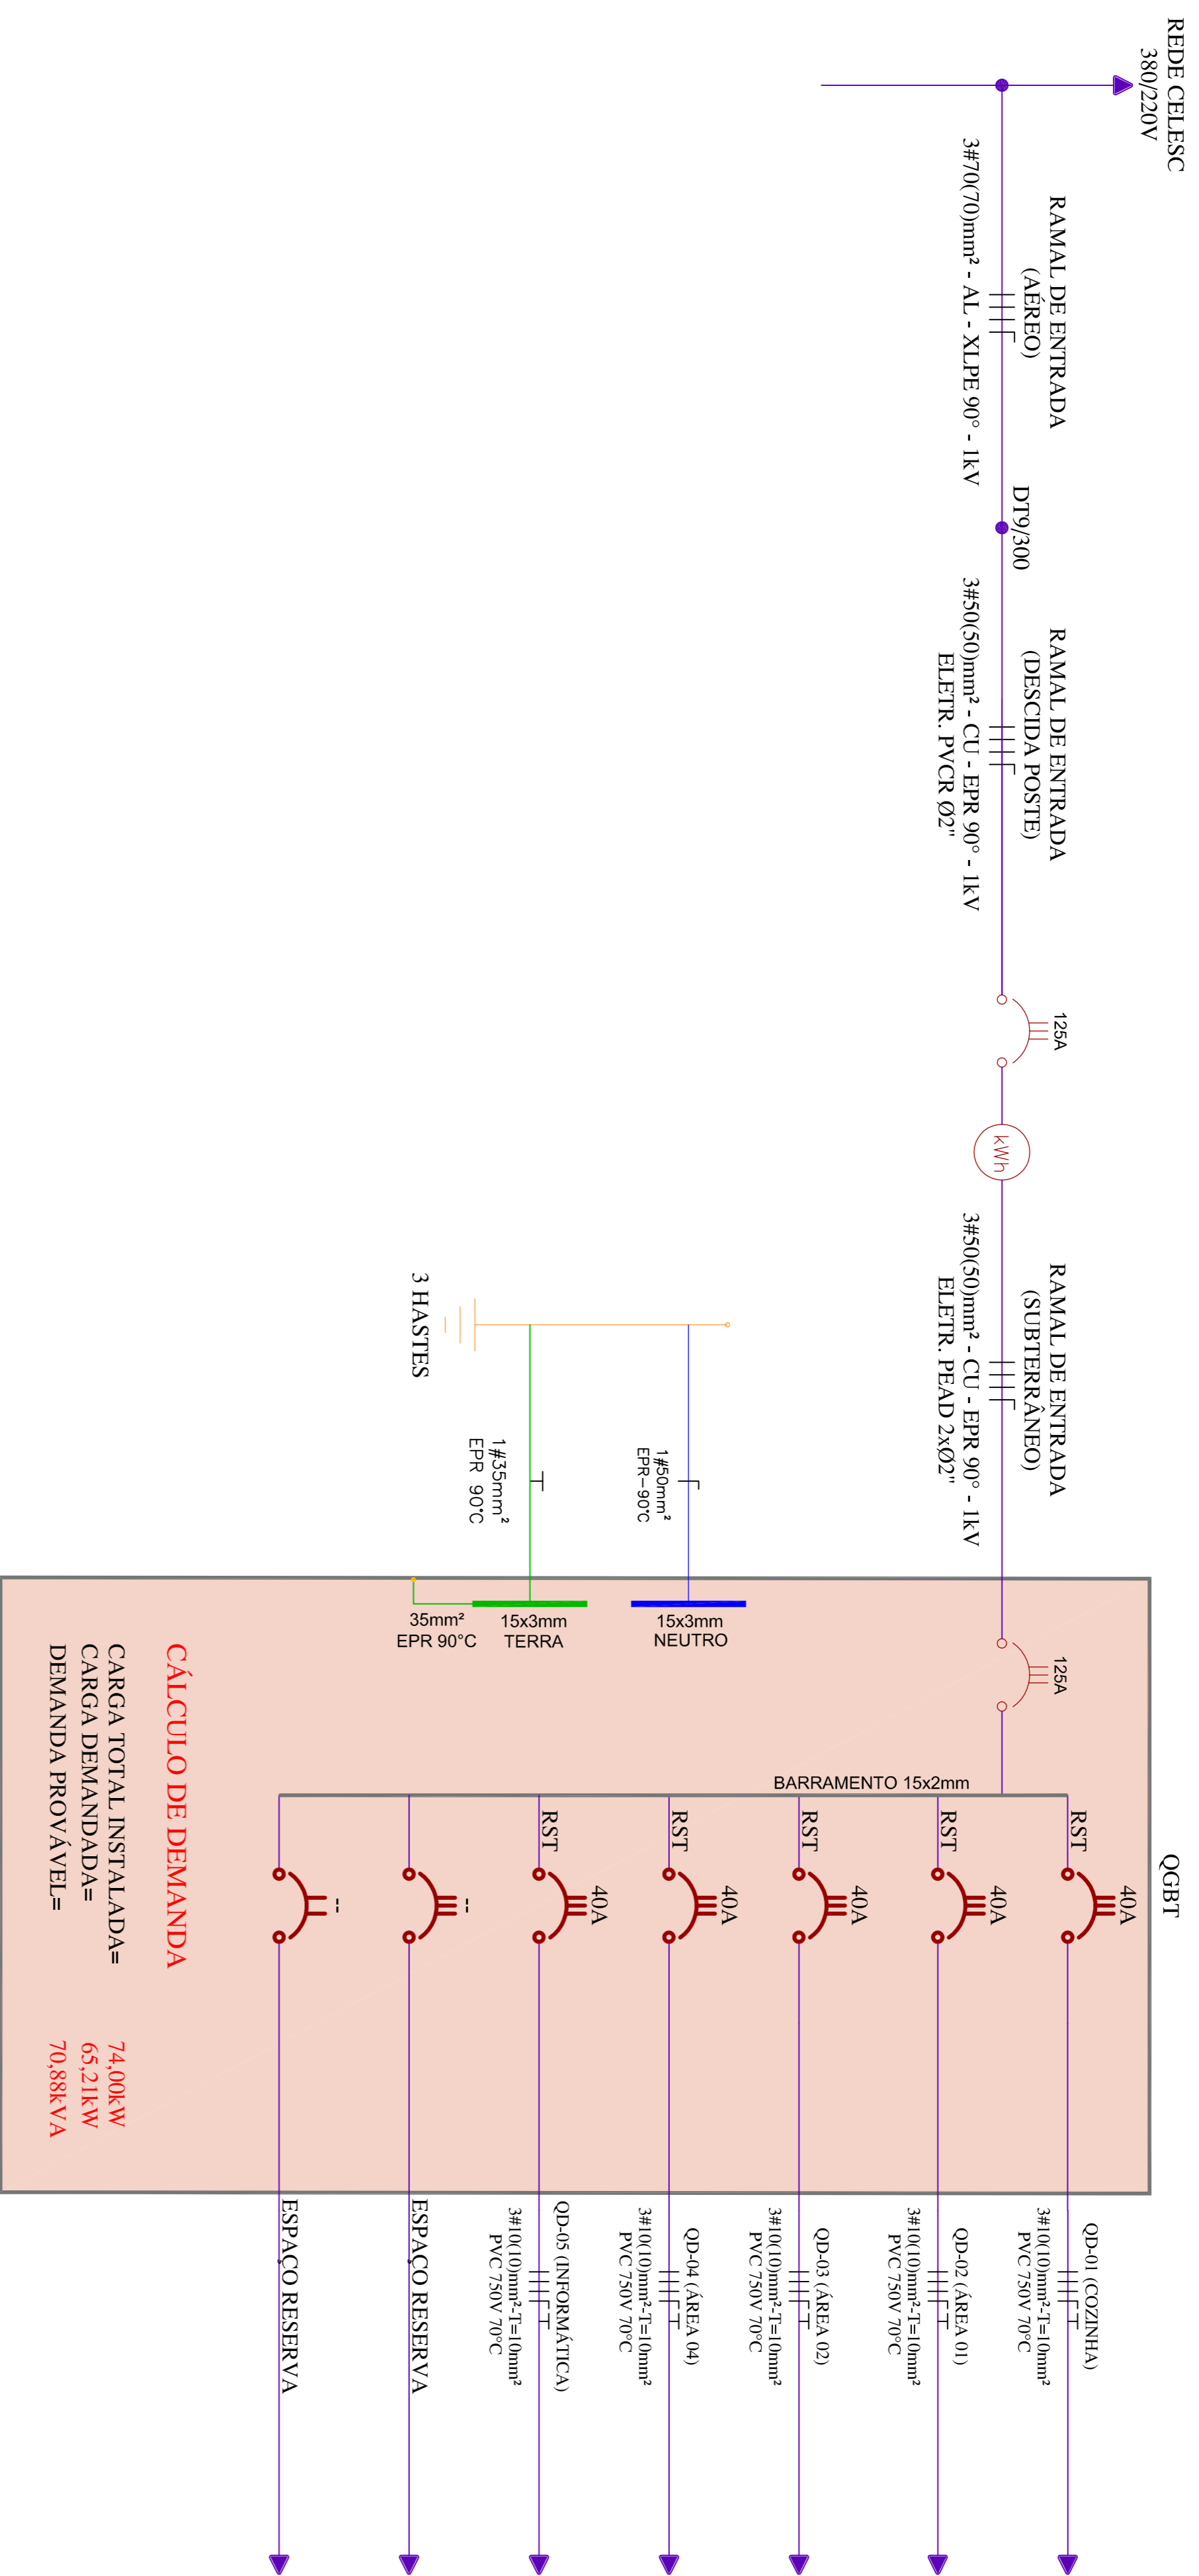 REDE CELESC
380/220V
RAMAL DE ENTRADA
(AÉREO)
3#70(70)mm² - AL - XLPE 90° - 1kV
DT9/300
RAMAL DE ENTRADA
(DESCIDA POSTE)
3#50(50)mm² - CU - EPR 90° - 1kV
ELETR. PVCR Ø2"
125A
kWh
RAMAL DE ENTRADA
(SUBTERRÂNEO)
3#50(50)mm² - CU - EPR 90° - 1kV
ELETR. PEAD 2xØ2"
3 HASTES
1#50mm²
EPR-90°C
1#35mm²
EPR 90°C
QGBT
125A
15x3mm
NEUTRO
15x3mm
TERRA
35mm²
EPR 90°C
BARRAMENTO 15x2mm
RST
40A
QD-01 (COZINHA)
3#10(10)mm²-T=10mm²
PVC 750V 70°C
RST
40A
QD-02 (ÁREA 01)
3#10(10)mm²-T=10mm²
PVC 750V 70°C
RST
40A
QD-03 (ÁREA 02)
3#10(10)mm²-T=10mm²
PVC 750V 70°C
RST
40A
QD-04 (ÁREA 04)
3#10(10)mm²-T=10mm²
PVC 750V 70°C
RST
40A
QD-05 (INFORMÁTICA)
3#10(10)mm²-T=10mm²
PVC 750V 70°C
--
ESPAÇO RESERVA
--
ESPAÇO RESERVA
CÁLCULO DE DEMANDA
CARGA TOTAL INSTALADA= 74,00kW
CARGA DEMANDADA= 65,21kW
DEMANDA PROVÁVEL= 70,88kVA